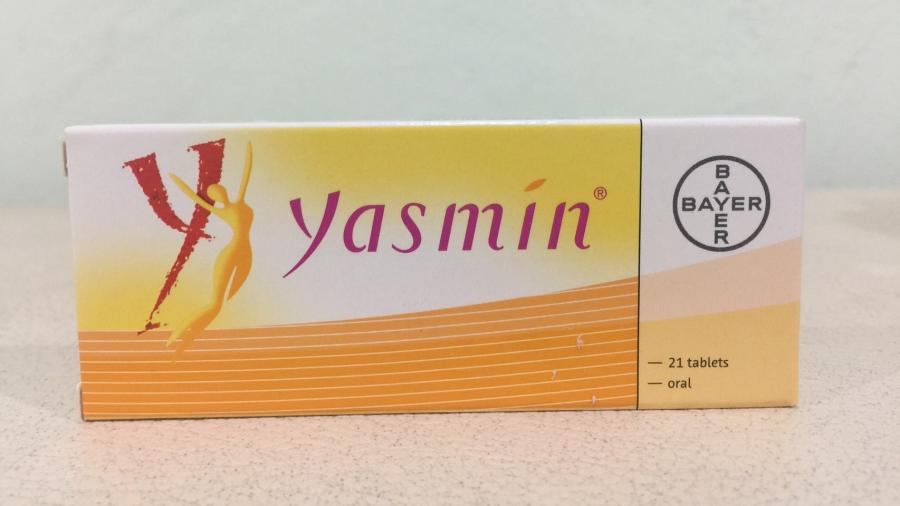 y
yasmin®
BAYER
BAYER
— 21 tablets
— oral